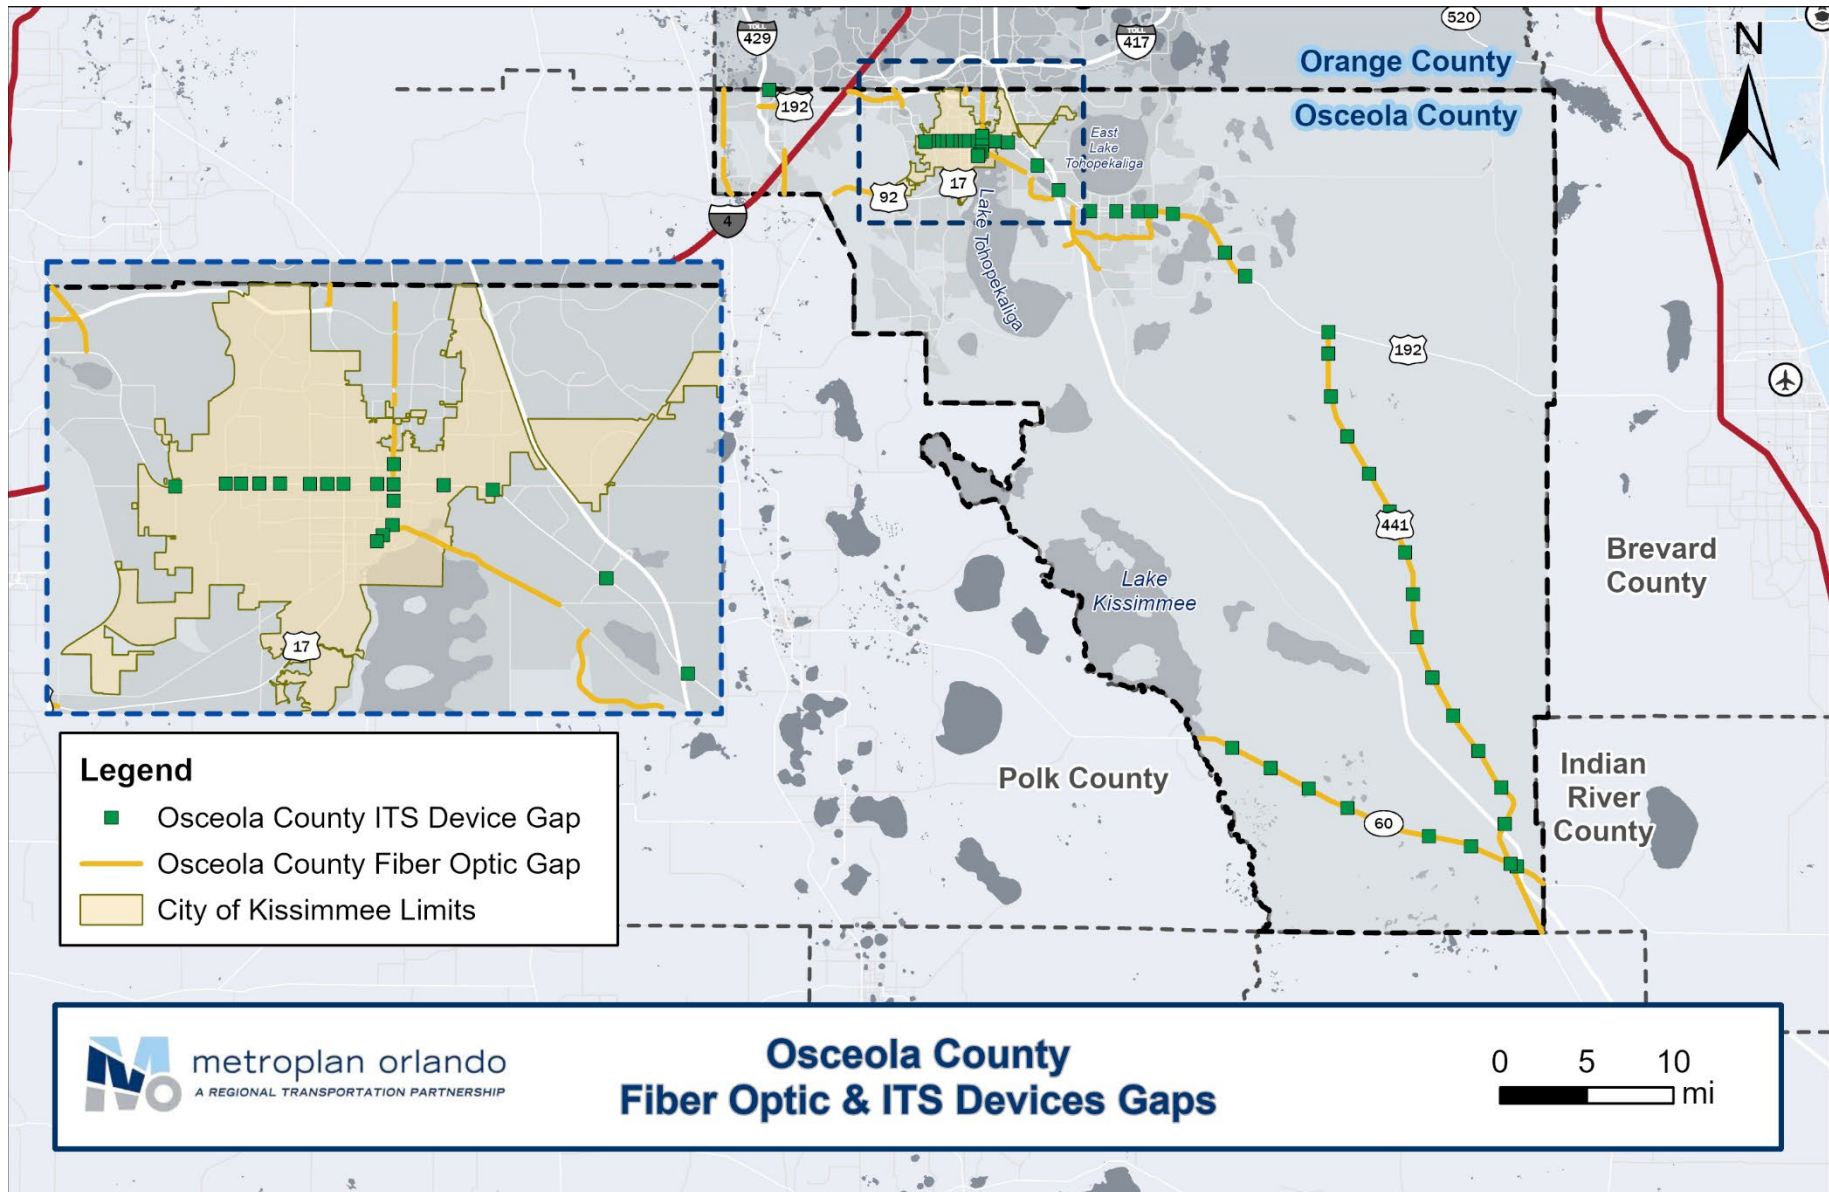 520
N
TOLL
429
TOLL
417
Orange County
192
Osceola County
East
Lake
Tohopekaliga
17
92
Lake Tohopekaliga
4
192
441
Brevard
County
Lake
Kissimmee
17
Legend
Osceola County ITS Device Gap
Osceola County Fiber Optic Gap
City of Kissimmee Limits
Polk County
60
Indian
River
County
metroplan orlando
A REGIONAL TRANSPORTATION PARTNERSHIP
Osceola County
Fiber Optic & ITS Devices Gaps
0 5 10
mi